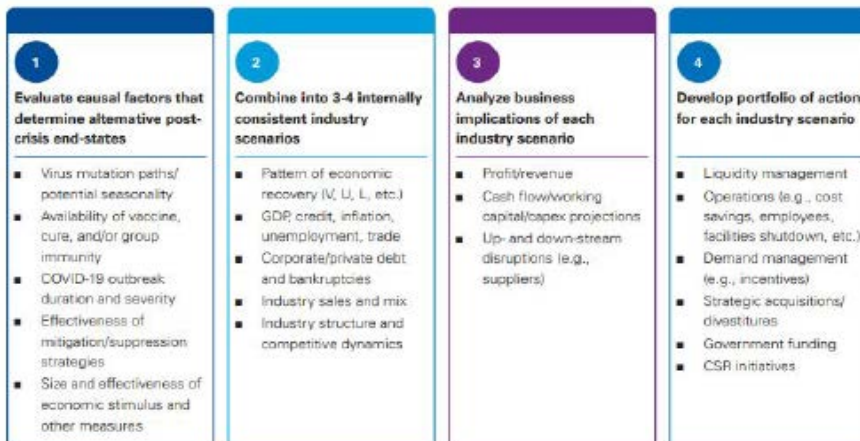 1
Evaluate causal factors that
determine alternative post-
crisis end-states
■ Virus mutation paths/
potential seasonality
■ Availability of vaccine,
cure, and/or group
immunity
■ COVID-19 outbreak
duration and severity
■ Effectiveness of
mitigation/suppression
strategies
■ Size and effectiveness of
economic stimulus and
other measures
2
Combine into 3-4 internally
consistent industry
scenarios
■ Pattern of economic
recovery (V, U, L, etc.)
■ GDP, credit, inflation,
unemployment, trade
■ Corporate/private debt
and bankruptcies
■ Industry sales and mix
■ Industry structure and
competitive dynamics
3
Analyze business
implications of each
industry scenario
■ Profit/revenue
■ Cash flow/working
capital/capex projections
■ Up- and down-stream
disruptions (e.g.,
suppliers)
4
Develop portfolio of action
for each industry scenario
■ Liquidity management
■ Operations (e.g., cost
savings, employees,
facilities shutdown, etc.)
■ Demand management
(e.g., incentives)
■ Strategic acquisitions/
divestitures
■ Government funding
■ CSR initiatives